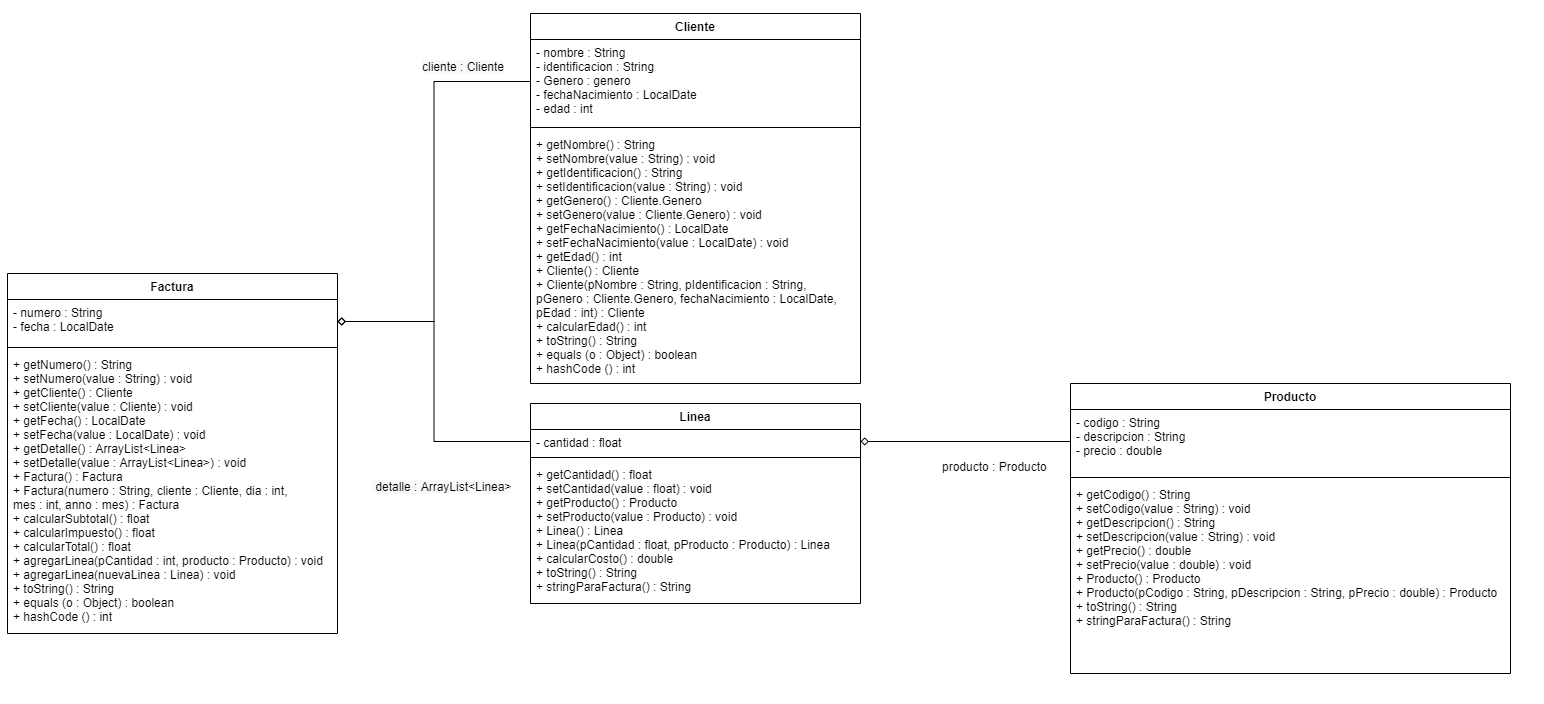 Cliente
- nombre : String
- identificacion : String
- Genero : genero
- fechaNacimiento : LocalDate
- edad : int
+ getNombre() : String
+ setNombre(value : String) : void
+ getIdentificacion() : String
+ setIdentificacion(value : String) : void
+ getGenero() : Cliente.Genero
+ setGenero(value : Cliente.Genero) : void
+ getFechaNacimiento() : LocalDate
+ setFechaNacimiento(value : LocalDate) : void
+ getEdad() : int
+ Cliente() : Cliente
+ Cliente(pNombre : String, pIdentificacion : String,
pGenero : Cliente.Genero, fechaNacimiento : LocalDate,
pEdad : int) : Cliente
+ calcularEdad() : int
+ toString() : String
+ equals (o : Object) : boolean
+ hashCode () : int
cliente : Cliente
Factura
- numero : String
- fecha : LocalDate
+ getNumero() : String
+ setNumero(value : String) : void
+ getCliente() : Cliente
+ setCliente(value : Cliente) : void
+ getFecha() : LocalDate
+ setFecha(value : LocalDate) : void
+ getDetalle() : ArrayList<Linea>
+ setDetalle(value : ArrayList<Linea>) : void
+ Factura() : Factura
+ Factura(numero : String, cliente : Cliente, dia : int,
mes : int, anno : mes) : Factura
+ calcularSubtotal() : float
+ calcularImpuesto() : float
+ calcularTotal() : float
+ agregarLinea(pCantidad : int, producto : Producto) : void
+ agregarLinea(nuevaLinea : Linea) : void
+ toString() : String
+ equals (o : Object) : boolean
+ hashCode () : int
detalle : ArrayList<Linea>
Linea
- cantidad : float
+ getCantidad() : float
+ setCantidad(value : float) : void
+ getProducto() : Producto
+ setProducto(value : Producto) : void
+ Linea() : Linea
+ Linea(pCantidad : float, pProducto : Producto) : Linea
+ calcularCosto() : double
+ toString() : String
+ stringParaFactura() : String
producto : Producto
Producto
- codigo : String
- descripcion : String
- precio : double
+ getCodigo() : String
+ setCodigo(value : String) : void
+ getDescripcion() : String
+ setDescripcion(value : String) : void
+ getPrecio() : double
+ setPrecio(value : double) : void
+ Producto() : Producto
+ Producto(pCodigo : String, pDescripcion : String, pPrecio : double) : Producto
+ toString() : String
+ stringParaFactura() : String